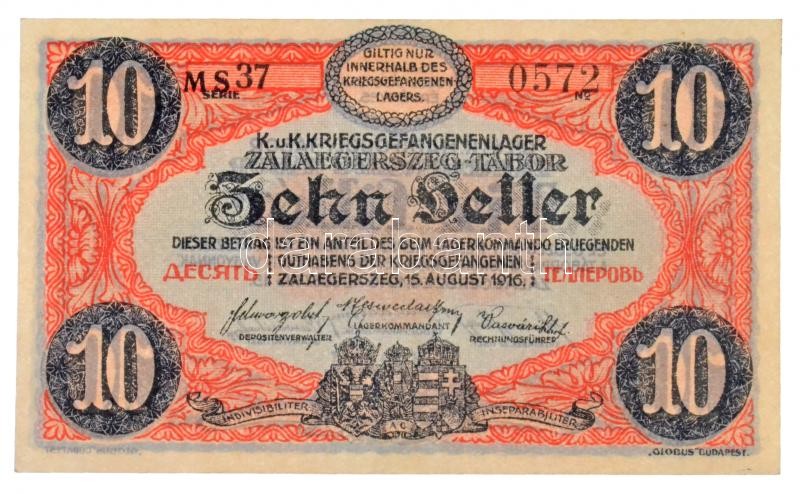 10
GILTIG NUR
INNERHALB DES
KRIEGSGEFANGENEN-
LAGERS.
10
MS 37
SERIE
0572
No
K.u.K. KRIEGSGEFANGENENLAGER
ZALAEGERSZEG-TÁBOR
Zehn Heller
darabanth
DIESER BETRAG IST EIN ANTEIL DES BEIM LAGERKOMMANDO ERLIEGENDEN
ДЕСЯТЬ GUTHABENS DER KRIEGSGEFANGENEN ГЕЛЛЕРОВЬ
ZALAEGERSZEG, 15. AUGUST 1916.
DEPOSITENVERWALTER LAGERKOMMANDANT RECHNUNGSFÜHRER
10
10
INDIVISIBILITER INSEPARABILITER
„GLOBUS" BUDAPEST.